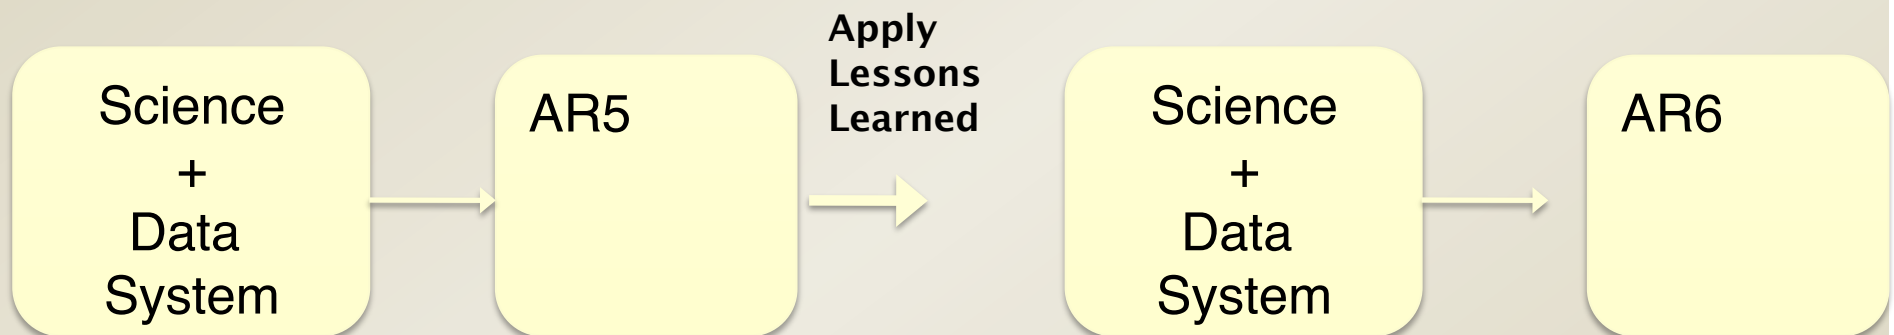 Science
+
Data
System
AR5
Apply
Lessons
Learned
Science
+
Data
System
AR6